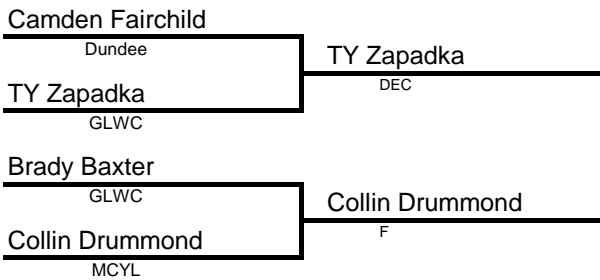 Camden Fairchild
Dundee
TY Zapadka
GLWC
TY Zapadka
DEC
Brady Baxter
GLWC
Collin Drummond
MCYL
Collin Drummond
F